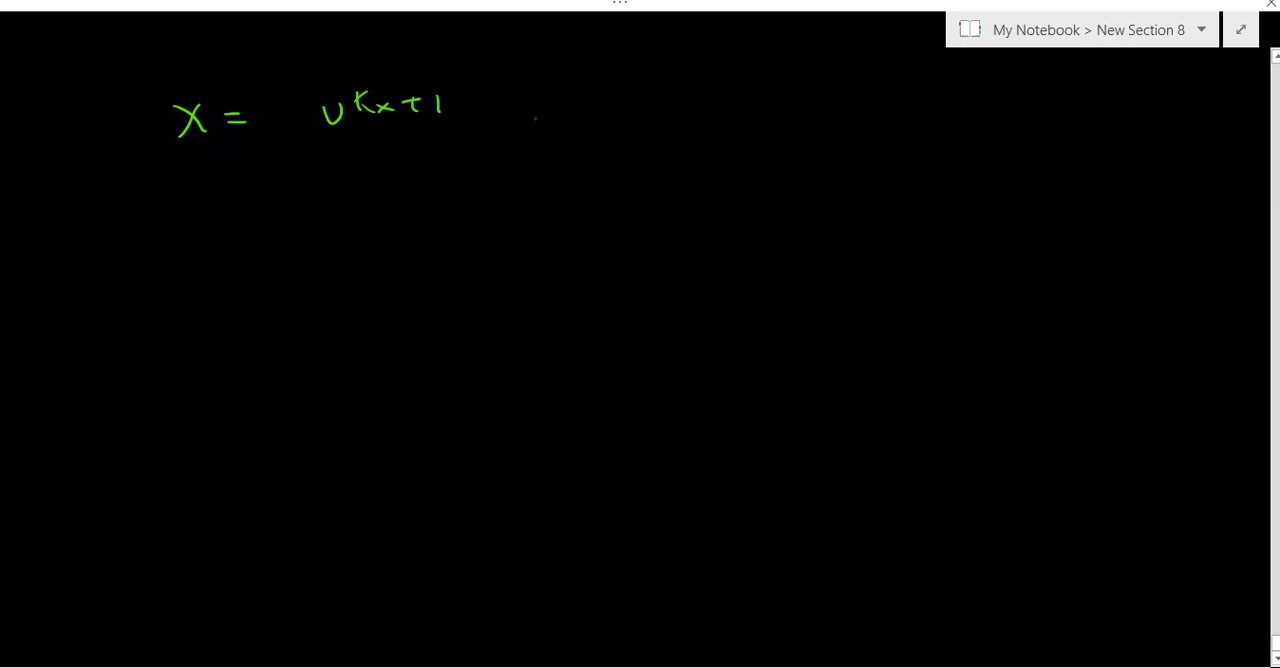 My Notebook > New Section 8
X = v^{Kx+1}